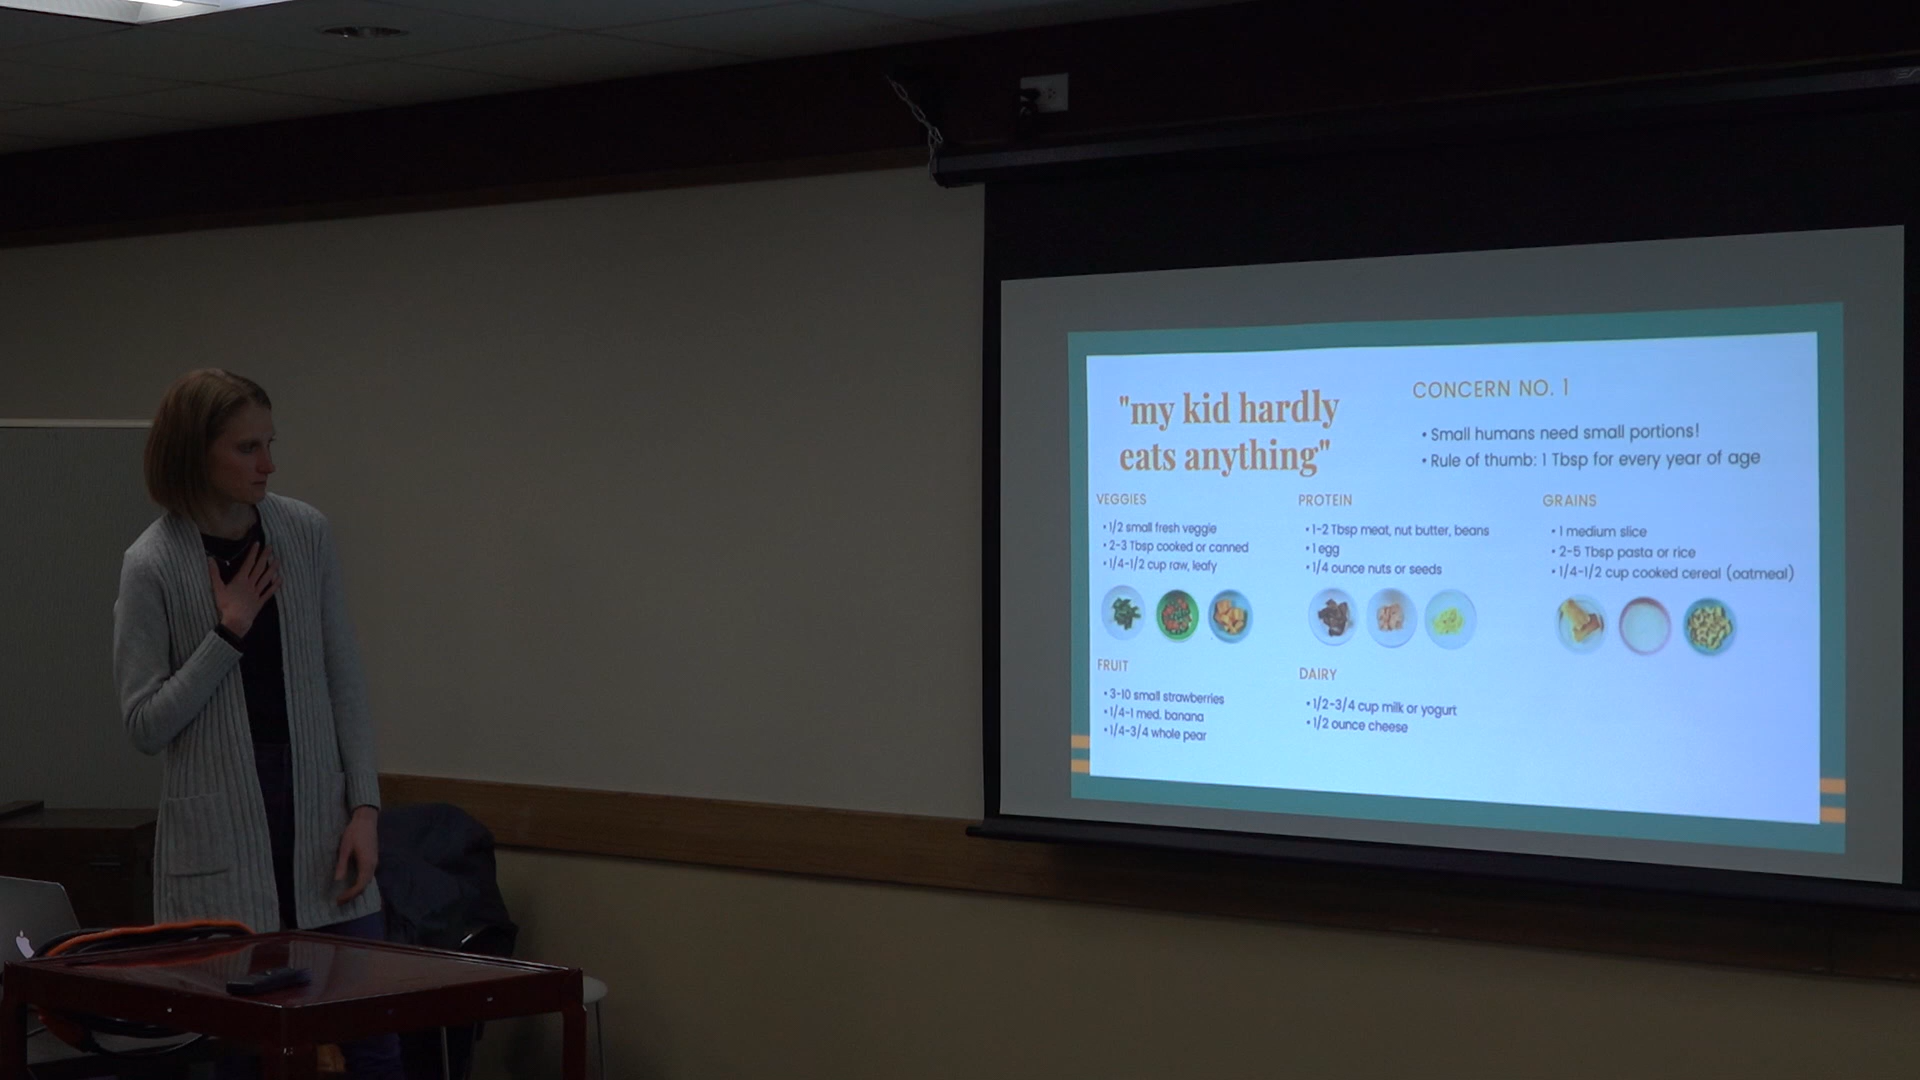 "my kid hardly
eats anything"
CONCERN NO. 1
• Small humans need small portions!
• Rule of thumb: 1 Tbsp for every year of age
VEGGIES
• 1/2 small fresh veggie
• 2-3 Tbsp cooked or canned
• 1/4-1/2 cup raw, leafy
PROTEIN
• 1-2 Tbsp meat, nut butter, beans
• 1 egg
• 1/4 ounce nuts or seeds
GRAINS
• 1 medium slice
• 2-5 Tbsp pasta or rice
• 1/4-1/2 cup cooked cereal (oatmeal)
FRUIT
• 3-10 small strawberries
• 1/4-1 med. banana
• 1/4-3/4 whole pear
DAIRY
• 1/2-3/4 cup milk or yogurt
• 1/2 ounce cheese